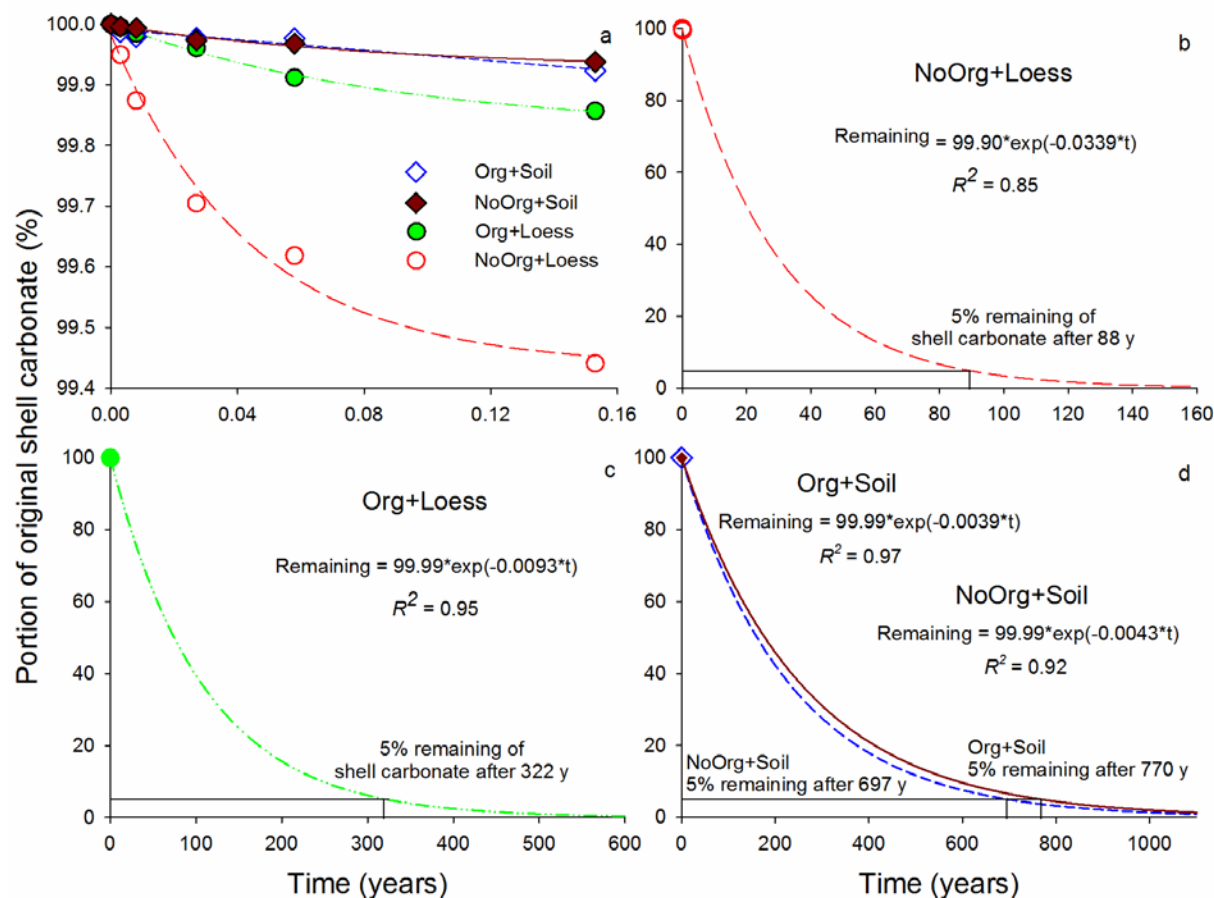 Portion of original shell carbonate (%)
a
100.0
99.9
99.8
99.7
99.6
99.5
99.4
0.00 0.04 0.08 0.12 0.16
Org+Soil
NoOrg+Soil
Org+Loess
NoOrg+Loess
b
100
80
60
40
20
0
0 20 40 60 80 100 120 140 160
NoOrg+Loess
Remaining = 99.90*exp(-0.0339*t)
R² = 0.85
5% remaining of
shell carbonate after 88 y
c
100
80
60
40
20
0
0 100 200 300 400 500 600
Org+Loess
Remaining = 99.99*exp(-0.0093*t)
R² = 0.95
5% remaining of
shell carbonate after 322 y
Time (years)
d
100
80
60
40
20
0
0 200 400 600 800 1000
Org+Soil
Remaining = 99.99*exp(-0.0039*t)
R² = 0.97
NoOrg+Soil
Remaining = 99.99*exp(-0.0043*t)
R² = 0.92
NoOrg+Soil
5% remaining after 697 y
Org+Soil
5% remaining after 770 y
Time (years)